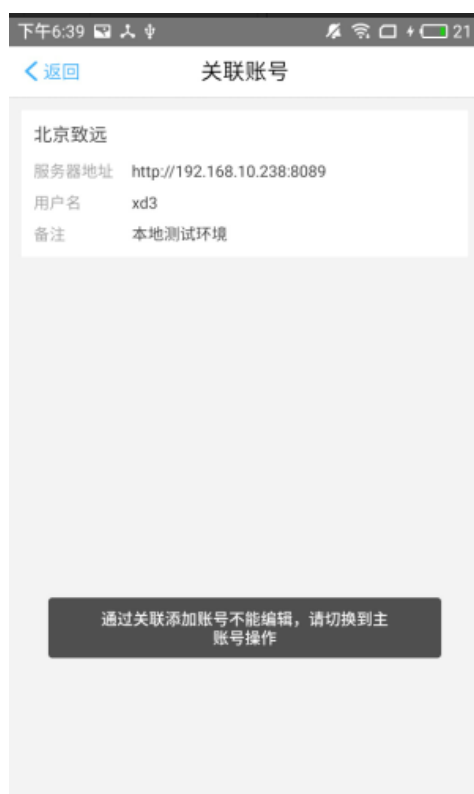 下午6:39 21
返回 关联账号
北京致远
服务器地址 http://192.168.10.238:8089
用户名 xd3
备注 本地测试环境
通过关联添加账号不能编辑，请切换到主
账号操作